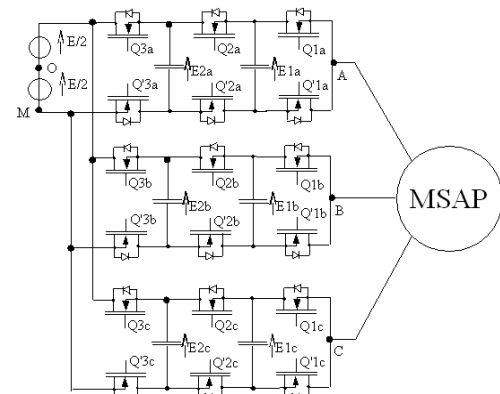 E/2
O
E/2
M
Q3a Q2a Q1a
E2a E1a A
Q'3a Q'2a Q'1a
Q3b Q2b Q1b
E2b E1b B
Q'3b Q'2b Q'1b
MSAP
Q3c Q2c Q1c
E2c E1c C
Q'3c Q'2c Q'1c